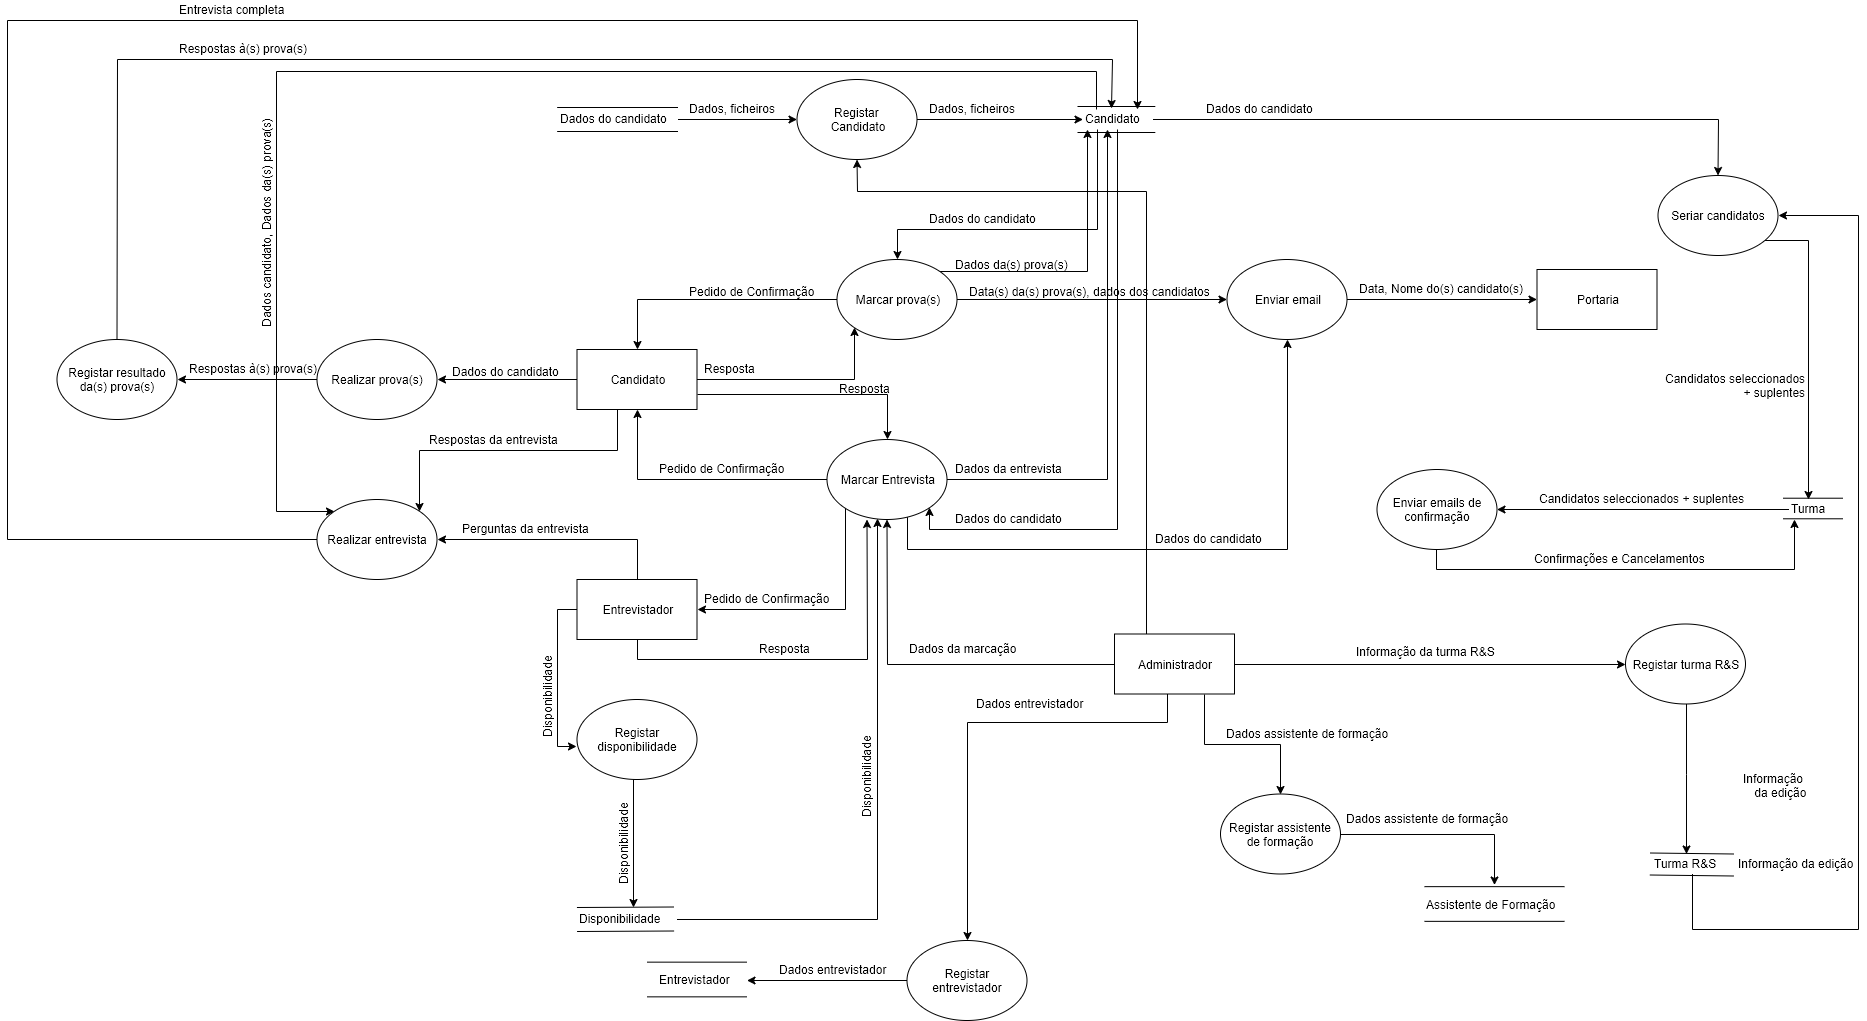 Entrevista completa
Respostas à(s) prova(s)
Dados do candidato
Dados, ficheiros
Registar
Candidato
Dados, ficheiros
Candidato
Dados do candidato
Dados candidato, Dados da(s) prova(s)
Seriar candidatos
Dados do candidato
Dados da(s) prova(s)
Pedido de Confirmação
Marcar prova(s)
Data(s) da(s) prova(s), dados dos candidatos
Enviar email
Data, Nome do(s) candidato(s)
Portaria
Registar resultado
da(s) prova(s)
Respostas à(s) prova(s)
Realizar prova(s)
Dados do candidato
Candidato
Resposta
Resposta
Candidatos seleccionados
+ suplentes
Respostas da entrevista
Pedido de Confirmação
Marcar Entrevista
Dados da entrevista
Dados do candidato
Dados do candidato
Enviar emails de
confirmação
Candidatos seleccionados + suplentes
Turma
Confirmações e Cancelamentos
Realizar entrevista
Perguntas da entrevista
Entrevistador
Pedido de Confirmação
Resposta
Dados da marcação
Administrador
Informação da turma R&S
Registar turma R&S
Disponibilidade
Registar
disponibilidade
Dados entrevistador
Dados assistente de formação
Disponibilidade
Informação
da edição
Disponibilidade
Registar assistente
de formação
Dados assistente de formação
Turma R&S
Informação da edição
Assistente de Formação
Disponibilidade
Entrevistador
Dados entrevistador
Registar
entrevistador